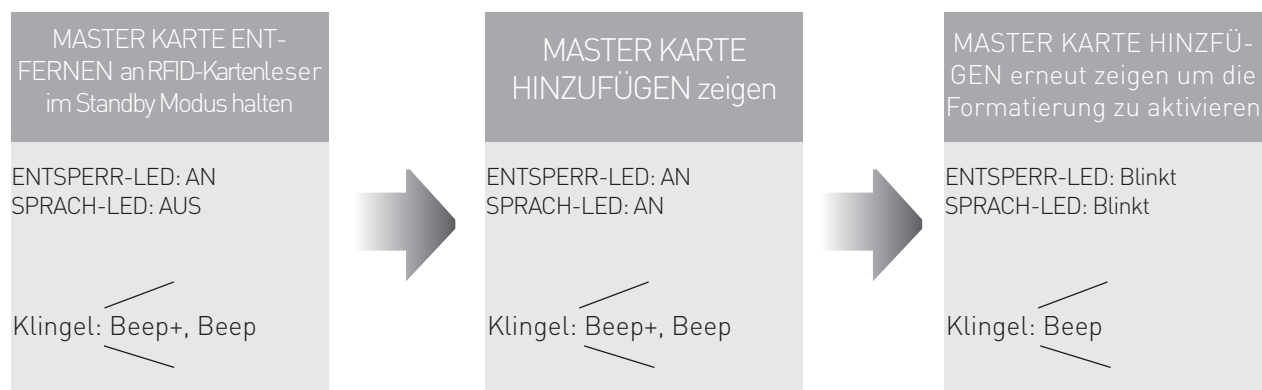 MASTER KARTE ENT-
FERNEN an RFID-Kartenleser
im Standby Modus halten
ENTSPERR-LED: AN
SPRACH-LED: AUS
Klingel: Beep+, Beep
MASTER KARTE
HINZUFÜGEN zeigen
ENTSPERR-LED: AN
SPRACH-LED: AN
Klingel: Beep+, Beep
MASTER KARTE HINZFÜ-
GEN erneut zeigen um die
Formatierung zu aktivieren
ENTSPERR-LED: Blinkt
SPRACH-LED: Blinkt
Klingel: Beep